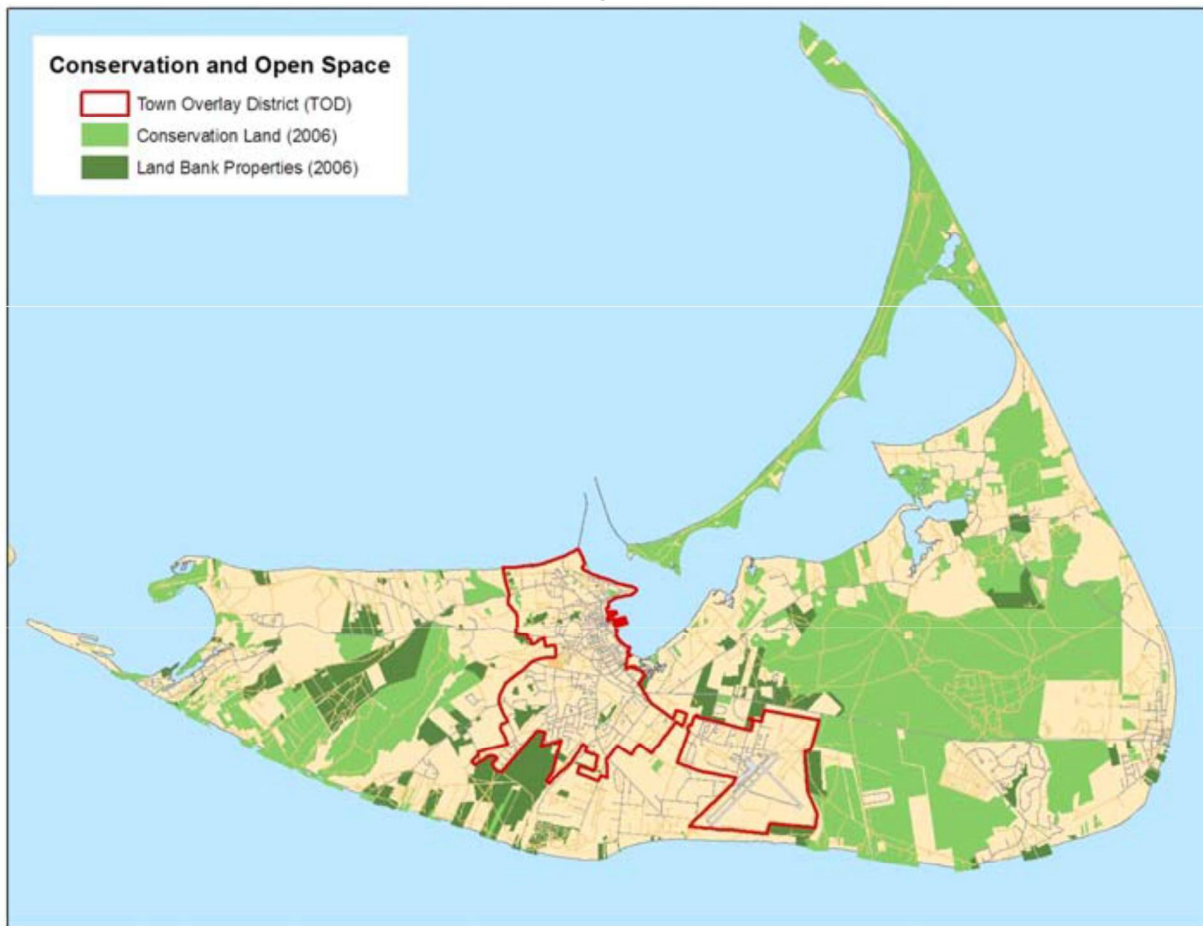 Conservation and Open Space
Town Overlay District (TOD)
Conservation Land (2006)
Land Bank Properties (2006)